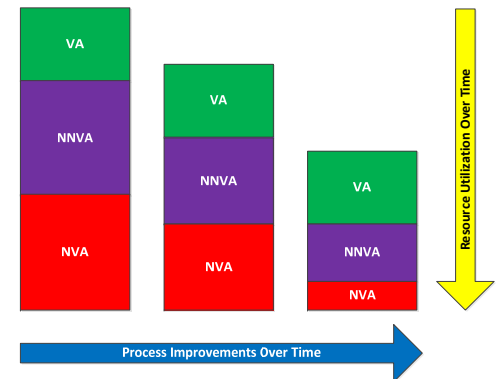 VA
NNVA
NVA
VA
NNVA
NVA
VA
NNVA
NVA
Resource Utilization Over Time
Process Improvements Over Time